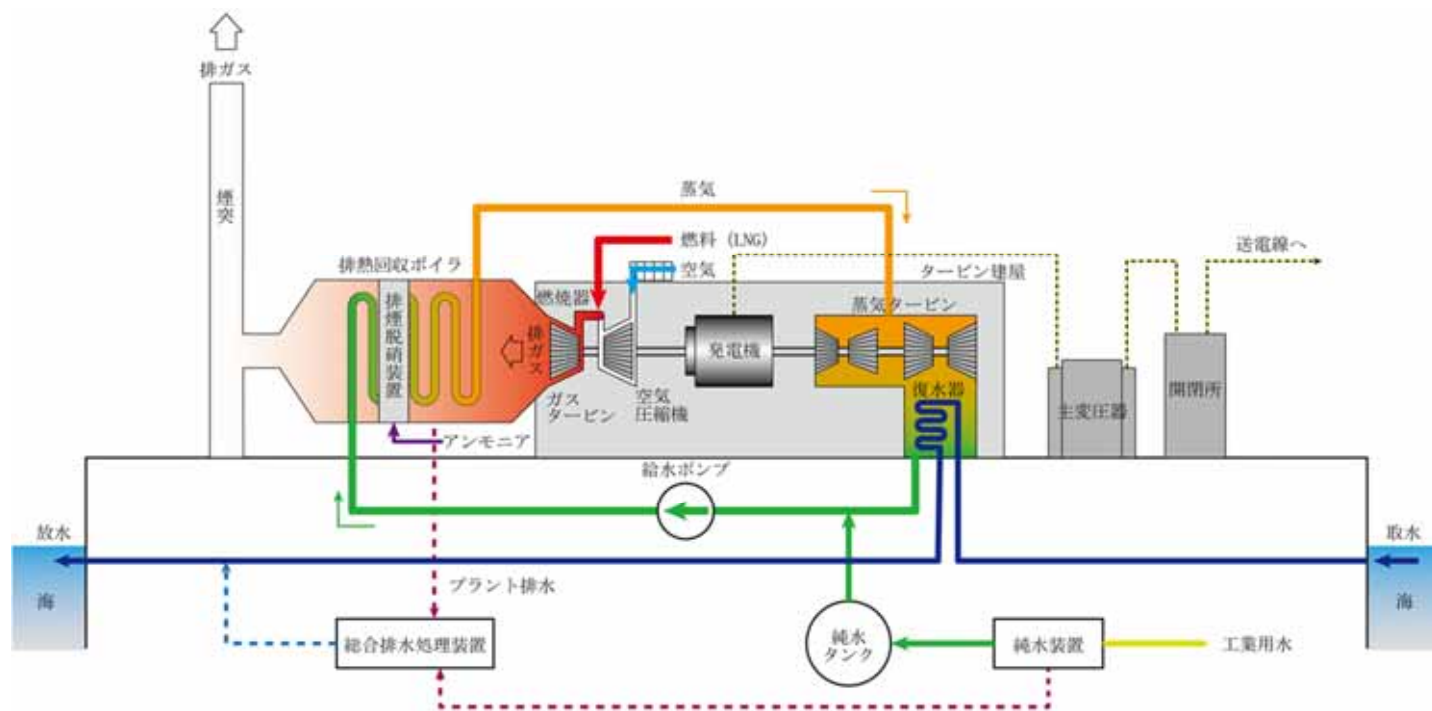 排ガス
煙突
蒸気
燃料 (LNG)
空気
送電線へ
排熱回収ボイラ
タービン建屋
燃焼器
蒸気タービン
排煙脱硝装置
排ガス
発電機
ガス
タービン
空気
圧縮機
復水器
主変圧器
開閉所
アンモニア
給水ポンプ
放水
取水
海
海
プラント排水
総合排水処理装置
純水
タンク
純水装置
工業用水